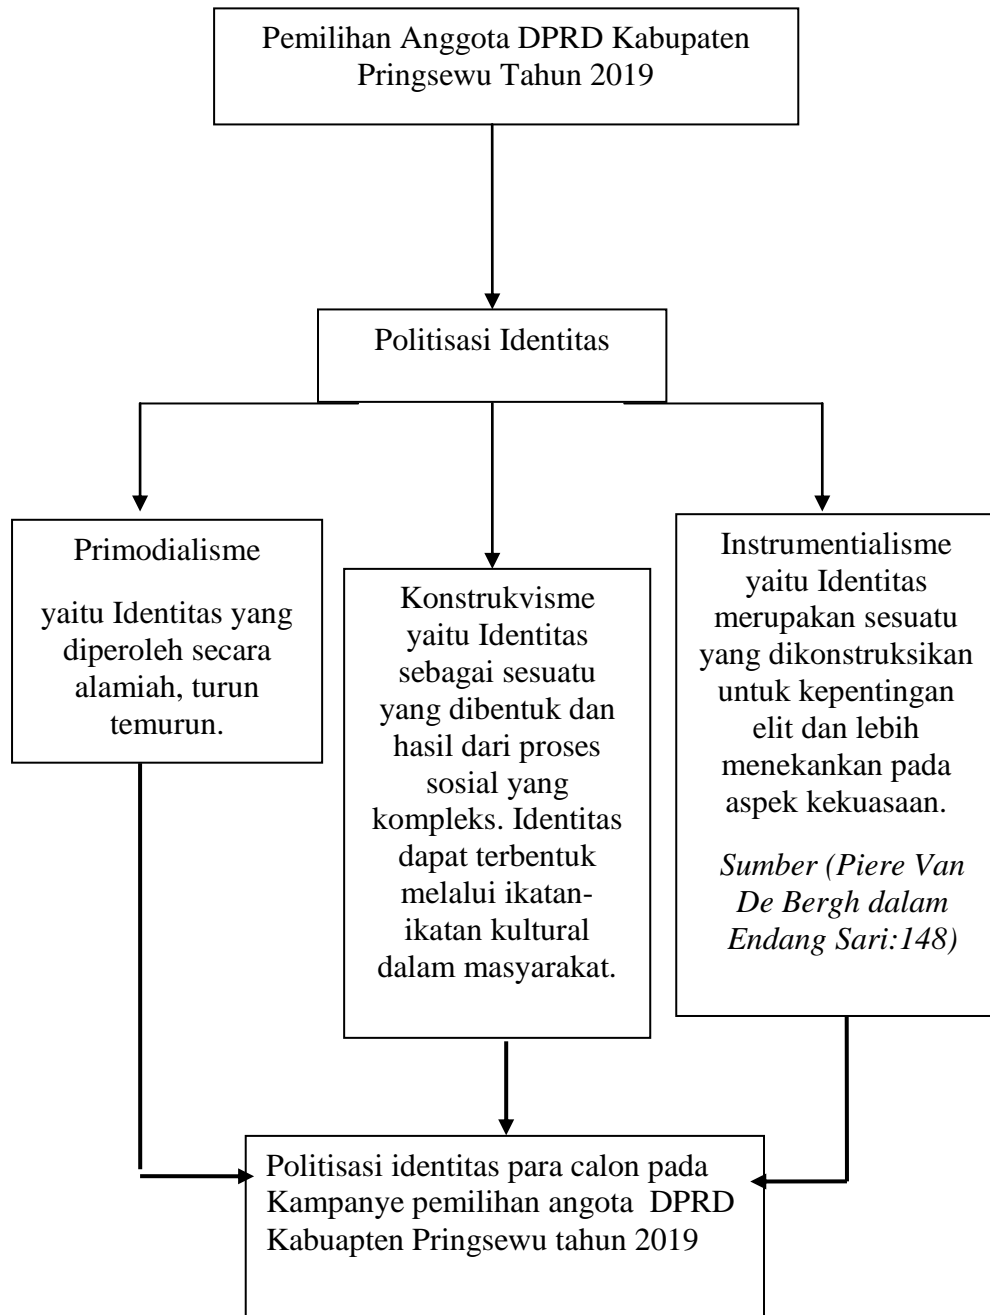 Pemilihan Anggota DPRD Kabupaten
Pringsewu Tahun 2019
Politisasi Identitas
Primodialisme
yaitu Identitas yang
diperoleh secara
alamiah, turun
temurun.
Konstrukvisme
yaitu Identitas
sebagai sesuatu
yang dibentuk dan
hasil dari proses
sosial yang
kompleks. Identitas
dapat terbentuk
melalui ikatan-
ikatan kultural
dalam masyarakat.
Instrumentialisme
yaitu Identitas
merupakan sesuatu
yang dikonstruksikan
untuk kepentingan
elit dan lebih
menekankan pada
aspek kekuasaan.
Sumber (Piere Van
De Bergh dalam
Endang Sari:148)
Politisasi identitas para calon pada
Kampanye pemilihan angota  DPRD
Kabuapten Pringsewu tahun 2019